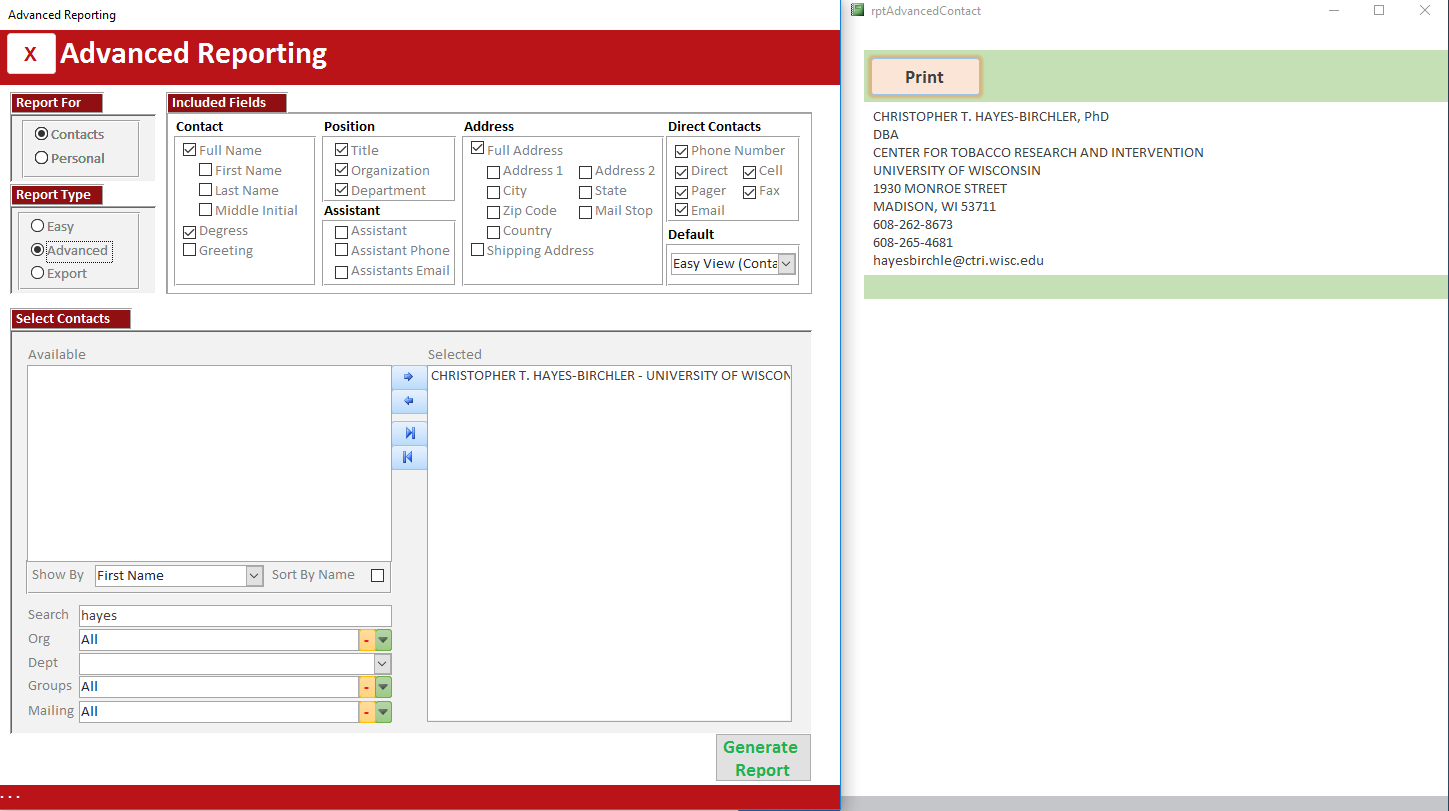 Advanced Reporting
X Advanced Reporting
Report For
Contacts
Personal
Report Type
Easy
Advanced
Export
Included Fields
Contact
Full Name
First Name
Last Name
Middle Initial
Degress
Greeting
Position
Title
Organization
Department
Assistant
Assistant
Assistant Phone
Assistants Email
Address
Full Address
Address 1 Address 2
City State
Zip Code Mail Stop
Country
Shipping Address
Direct Contacts
Phone Number
Direct Cell
Pager Fax
Email
Default
Easy View (Conta
Select Contacts
Available
Selected
CHRISTOPHER T. HAYES-BIRCHLER - UNIVERSITY OF WISCON
Show By First Name Sort By Name
Search hayes
Org All -
Dept
Groups All -
Mailing All -
Generate
Report
...
rptAdvancedContact
Print
CHRISTOPHER T. HAYES-BIRCHLER, PhD
DBA
CENTER FOR TOBACCO RESEARCH AND INTERVENTION
UNIVERSITY OF WISCONSIN
1930 MONROE STREET
MADISON, WI 53711
608-262-8673
608-265-4681
hayesbirchle@ctri.wisc.edu